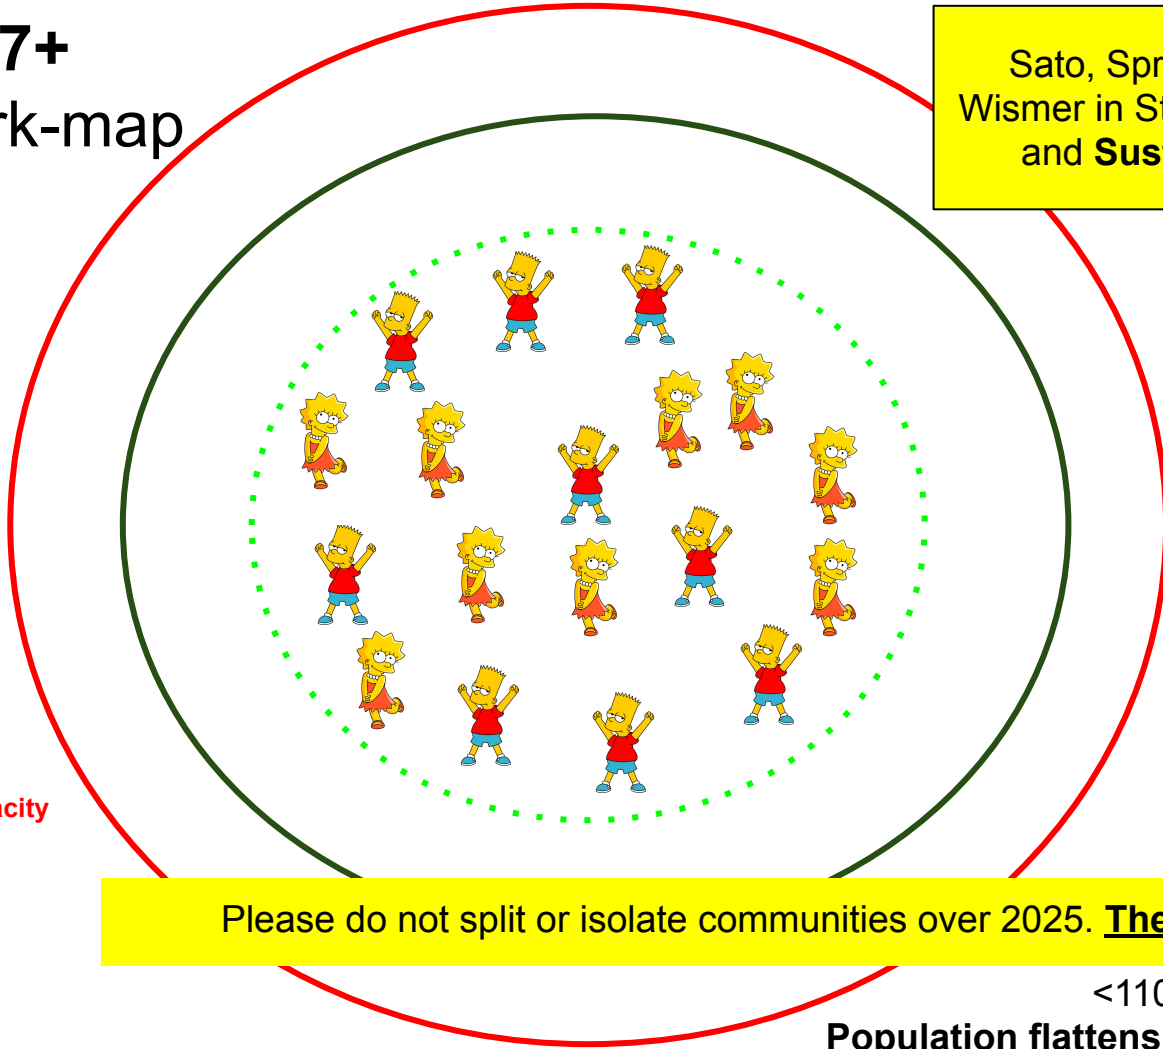 7+
rk-map
Sato, Spr
Wismer in St
and Sus
acity
Please do not split or isolate communities over 2025. The
<110
Population flattens